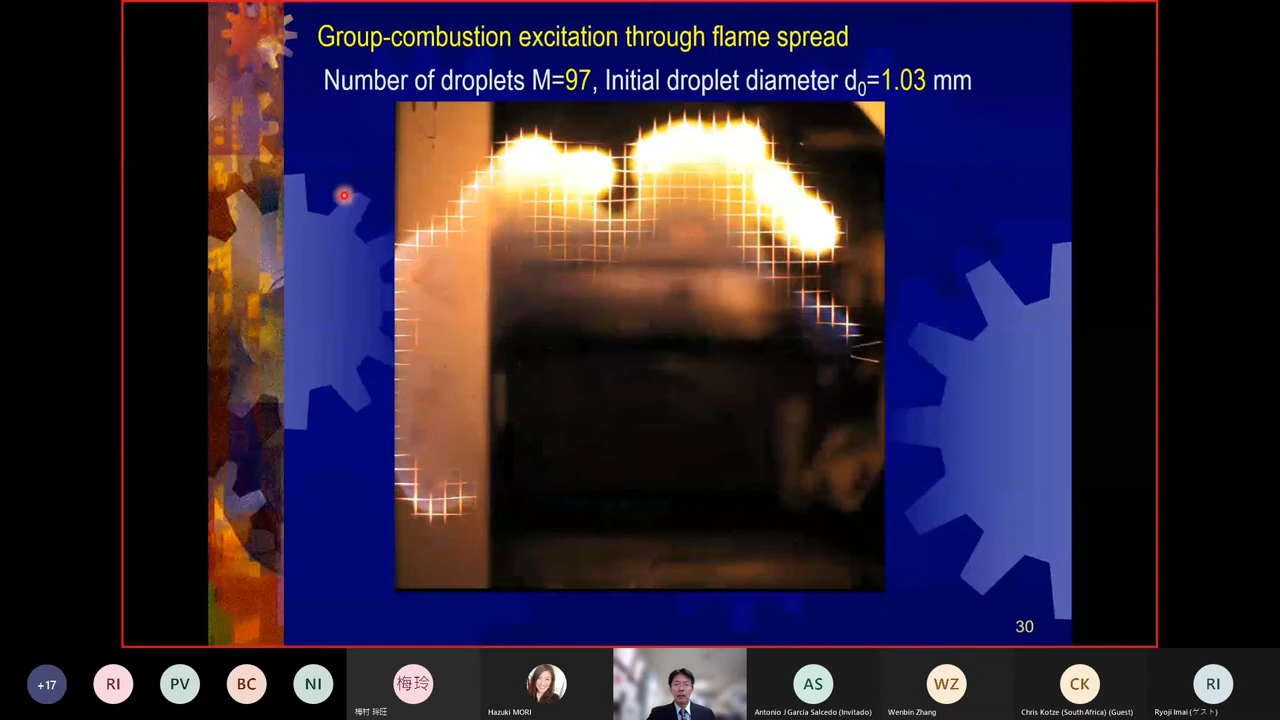 Group-combustion excitation through flame spread
Number of droplets M=97, Initial droplet diameter d₀=1.03 mm
30
+17
RI
PV
BC
NI
梅玲
AS
WZ
CK
RI
梅村 玲旺
Hazuki MORI
Antonio J Garcia Salcedo (Invitado)
Wenbin Zhang
Chris Kotze (South Africa) (Guest)
Ryoji Imai (ゲスト)